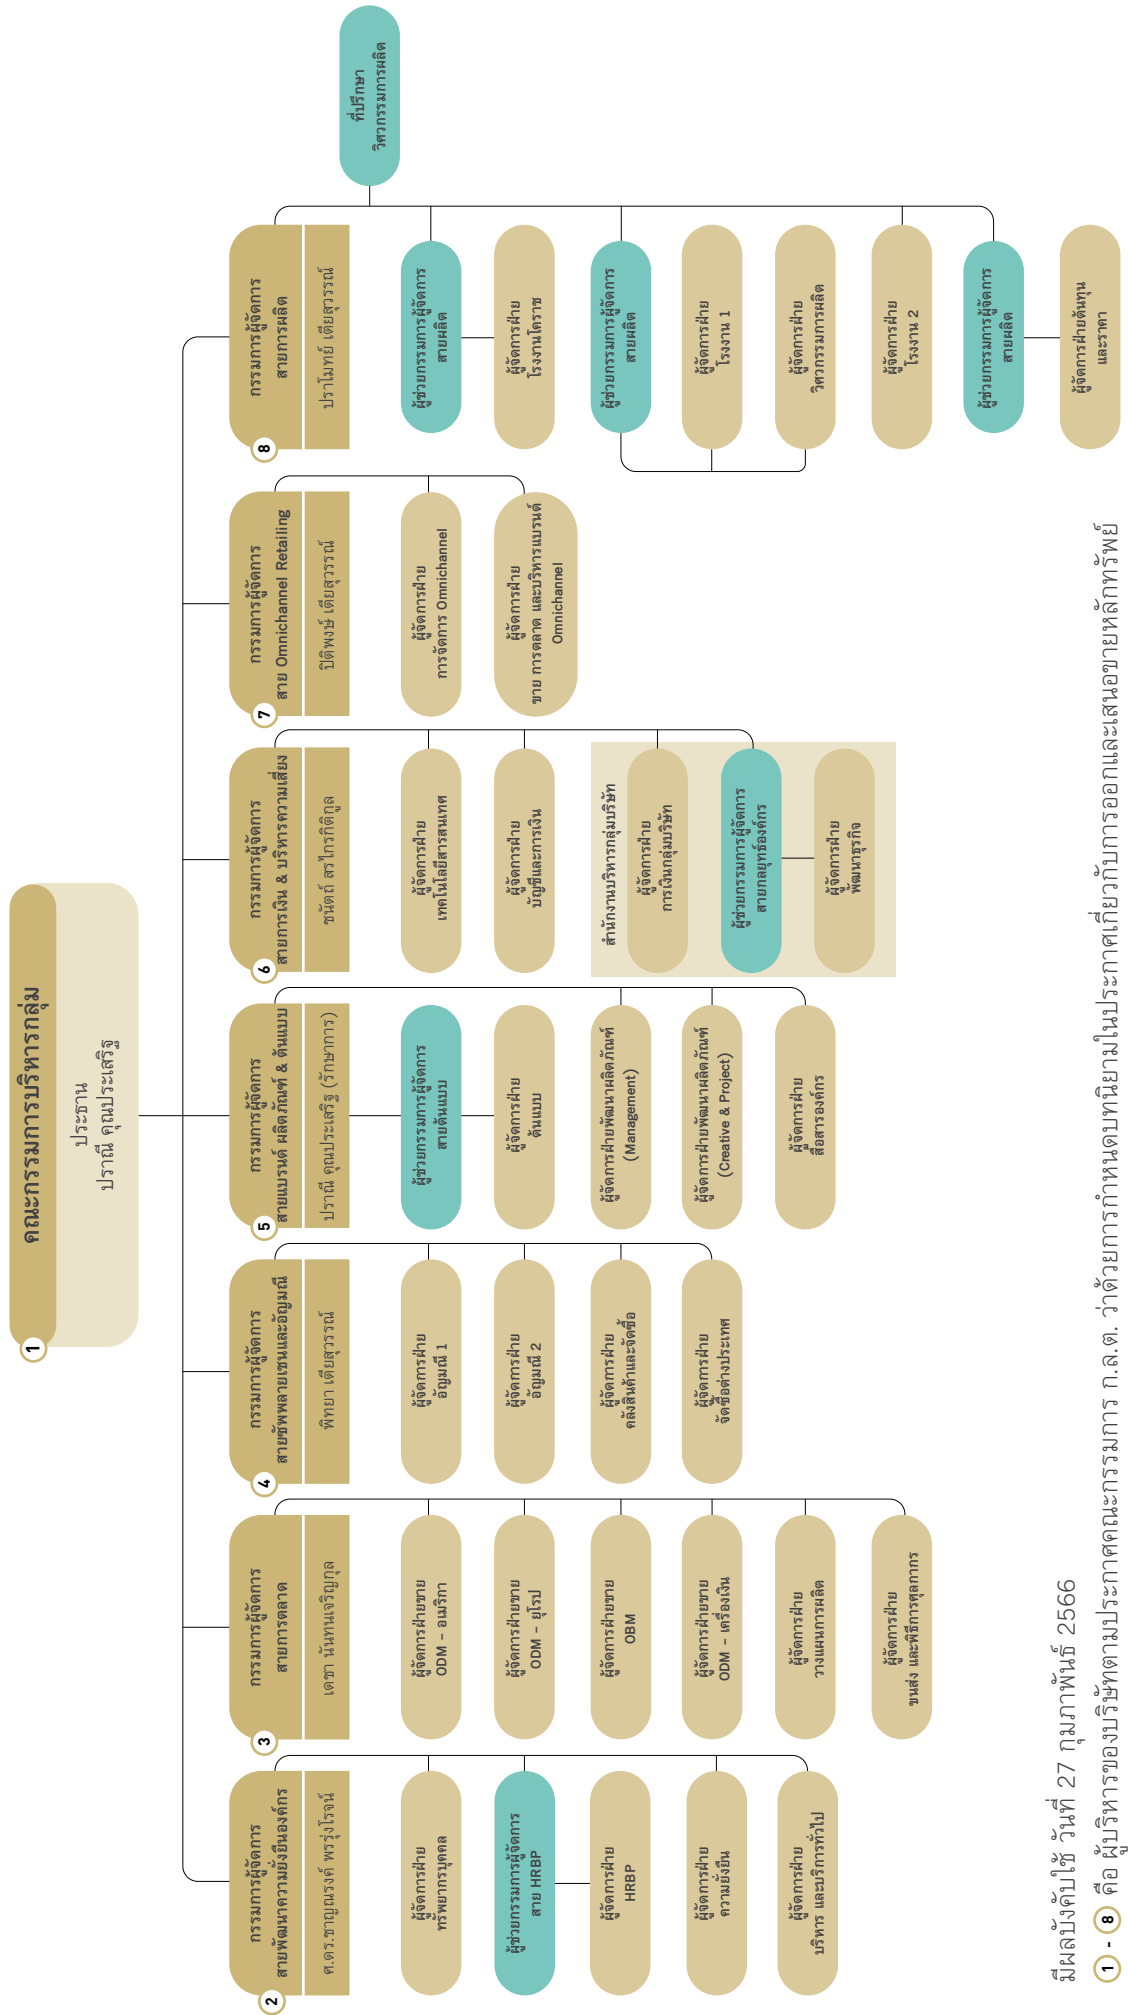 คณะกรรมการบริหารกลุ่ม
1
ประธาน
ปราณี คุณประเสริฐ
กรรมการผู้จัดการ
สายพัฒนาความยั่งยืนองค์กร
2
ศ.ดร.ชาญณรงค์ พรรุ่งโรจน์
ผู้จัดการฝ่าย
ทรัพยากรบุคคล
ผู้ช่วยกรรมการผู้จัดการ
สาย HRBP
ผู้จัดการฝ่าย
HRBP
ผู้จัดการฝ่าย
ความยั่งยืน
ผู้จัดการฝ่าย
บริหาร และบริการทั่วไป
กรรมการผู้จัดการ
สายการตลาด
3
เดชา นันทนเจริญกุล
ผู้จัดการฝ่ายขาย
ODM – อเมริกา
ผู้จัดการฝ่ายขาย
ODM – ยุโรป
ผู้จัดการฝ่ายขาย
OBM
ผู้จัดการฝ่ายขาย
ODM – เครื่องเงิน
ผู้จัดการฝ่าย
วางแผนการผลิต
ผู้จัดการฝ่าย
ขนส่ง และพิธีการศุลกากร
กรรมการผู้จัดการ
สายซัพพลายเชนและอัญมณี
4
พิทยา เตียสุวรรณ์
ผู้จัดการฝ่าย
อัญมณี 1
ผู้จัดการฝ่าย
อัญมณี 2
ผู้จัดการฝ่าย
คลังสินค้าและจัดซื้อ
ผู้จัดการฝ่าย
จัดซื้อต่างประเทศ
กรรมการผู้จัดการ
สายแบรนด์ ผลิตภัณฑ์ & ต้นแบบ
5
ปราณี คุณประเสริฐ (รักษาการ)
ผู้ช่วยกรรมการผู้จัดการ
สายต้นแบบ
ผู้จัดการฝ่าย
ต้นแบบ
ผู้จัดการฝ่ายพัฒนาผลิตภัณฑ์
(Management)
ผู้จัดการฝ่ายพัฒนาผลิตภัณฑ์
(Creative & Project)
ผู้จัดการฝ่าย
สื่อสารองค์กร
กรรมการผู้จัดการ
สายการเงิน & บริหารความเสี่ยง
6
ชนัตถ์ สรไกรกิติกูล
ผู้จัดการฝ่าย
เทคโนโลยีสารสนเทศ
ผู้จัดการฝ่าย
บัญชีและการเงิน
สำนักงานบริหารกลุ่มบริษัท
ผู้จัดการฝ่าย
การเงินกลุ่มบริษัท
ผู้ช่วยกรรมการผู้จัดการ
สายกลยุทธ์องค์กร
ผู้จัดการฝ่าย
พัฒนาธุรกิจ
กรรมการผู้จัดการ
สาย Omnichannel Retailing
7
ปิติพงษ์ เตียสุวรรณ์
ผู้จัดการฝ่าย
การจัดการ Omnichannel
ผู้จัดการฝ่าย
ขาย การตลาด และบริหารแบรนด์
Omnichannel
กรรมการผู้จัดการ
สายการผลิต
8
ปราโมทย์ เตียสุวรรณ์
ที่ปรึกษา
วิศวกรรมการผลิต
ผู้ช่วยกรรมการผู้จัดการ
สายผลิต
ผู้จัดการฝ่าย
โรงงานโคราช
ผู้ช่วยกรรมการผู้จัดการ
สายผลิต
ผู้จัดการฝ่าย
โรงงาน 1
ผู้จัดการฝ่าย
วิศวกรรมการผลิต
ผู้จัดการฝ่าย
โรงงาน 2
ผู้ช่วยกรรมการผู้จัดการ
สายผลิต
ผู้จัดการฝ่ายต้นทุน
และราคา
มีผลบังคับใช้ วันที่ 27 กุมภาพันธ์ 2566
1 - 8 คือ ผู้บริหารของบริษัทตามประกาศคณะกรรมการ ก.ล.ต. ว่าด้วยการกำหนดบทนิยามในประกาศเกี่ยวกับการออกและเสนอขายหลักทรัพย์